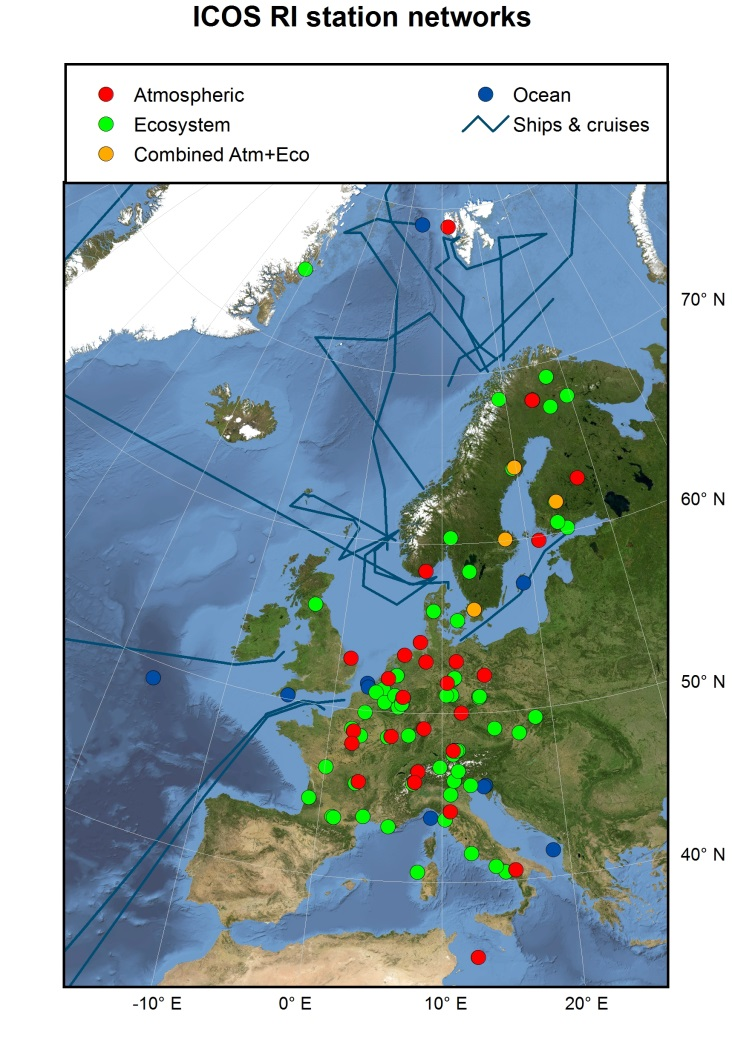 ICOS RI station networks
Atmospheric
Ecosystem
Combined Atm+Eco
Ocean
Ships & cruises
70° N
60° N
50° N
40° N
-10° E 0° E 10° E 20° E